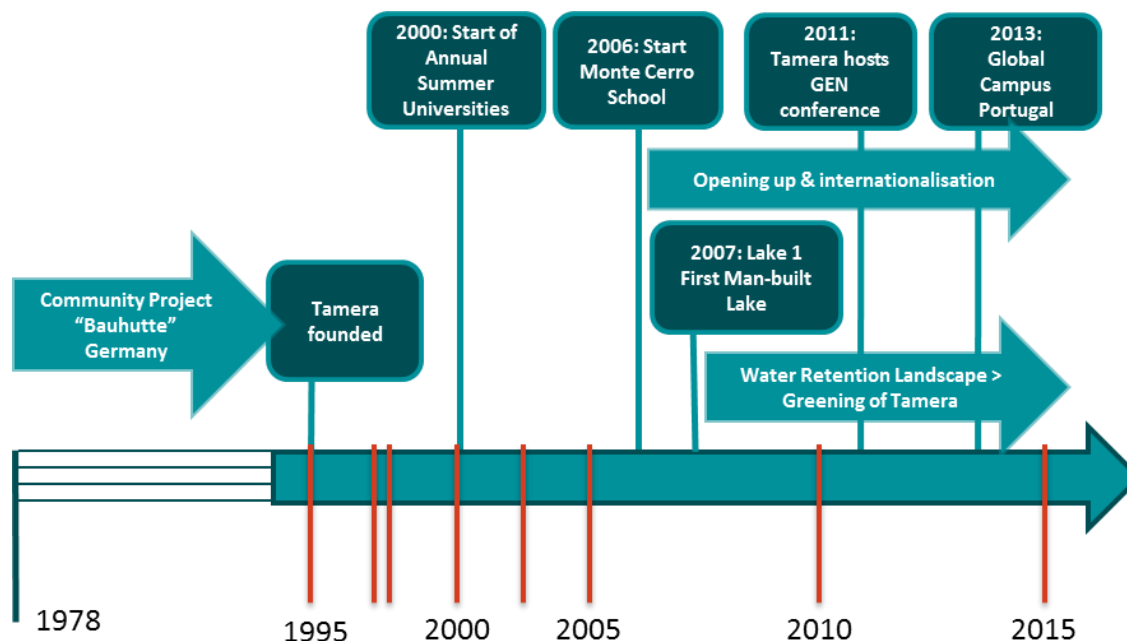 2000: Start of
Annual
Summer
Universities
2006: Start
Monte Cerro
School
2011:
Tamera hosts
GEN
conference
2013:
Global
Campus
Portugal
Opening up & internationalisation
2007: Lake 1
First Man-built
Lake
Community Project
“Bauhutte”
Germany
Tamera
founded
Water Retention Landscape >
Greening of Tamera
1978
1995
2000
2005
2010
2015